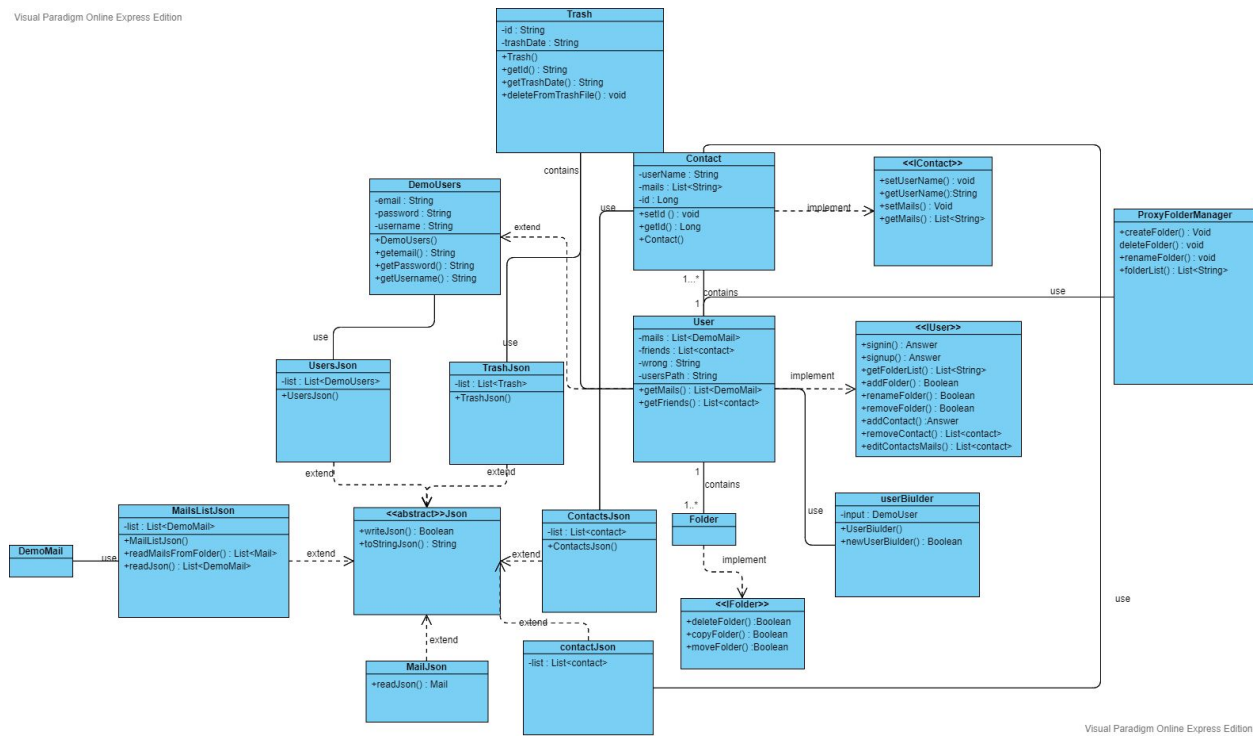 Visual Paradigm Online Express Edition
Trash
-id : String
-trashDate : String
+Trash()
+getId() : String
+getTrashDate() : String
+deleteFromTrashFile() : void
contains
Contact
-userName : String
-mails : List<String>
-id : Long
+setId () : void
+getId() : Long
+Contact()
implement
<<IContact>>
+setUserName() : void
+getUserName():String
+setMails() : Void
+getMails() : List<String>
DemoUsers
-email : String
-password : String
-username : String
+DemoUsers()
+getemail() : String
+getPassword() : String
+getUsername() : String
extend
use
ProxyFolderManager
+createFolder() : Void
deleteFolder() : void
+renameFolder() : void
+folderList() : List<String>
1...*
contains
1
use
use
use
UsersJson
-list : List<DemoUsers>
+UsersJson()
TrashJson
-list : List<Trash>
+TrashJson()
User
-mails : List<DemoMail>
-friends : List<contact>
-wrong : String
-usersPath : String
+getMails() : List<DemoMail>
+getFriends() : List<contact>
implement
<<IUser>>
+signin() : Answer
+signup() : Answer
+getFolderList() : List<String>
+addFolder() : Boolean
+renameFolder() : Boolean
+removeFolder() : Boolean
+addContact() :Answer
+removeContact() : List<contact>
+editContactsMails() : List<contact>
extend
extend
1
contains
1..*
use
userBiulder
-input : DemoUser
+UserBiulder()
+newUserBiulder() : Boolean
MailsListJson
-list : List<DemoMail>
+MailListJson()
+readMailsFromFolder() : List<Mail>
+readJson() : List<DemoMail>
<<abstract>>Json
+writeJson() : Boolean
+toStringJson() : String
ContactsJson
-list : List<contact>
+ContactsJson()
Folder
DemoMail
use
extend
extend
implement
<<IFolder>>
+deleteFolder() :Boolean
+copyFolder() : Boolean
+moveFolder() :Boolean
use
extend
extend
MailJson
+readJson() : Mail
contactJson
-list : List<contact>
Visual Paradigm Online Express Edition